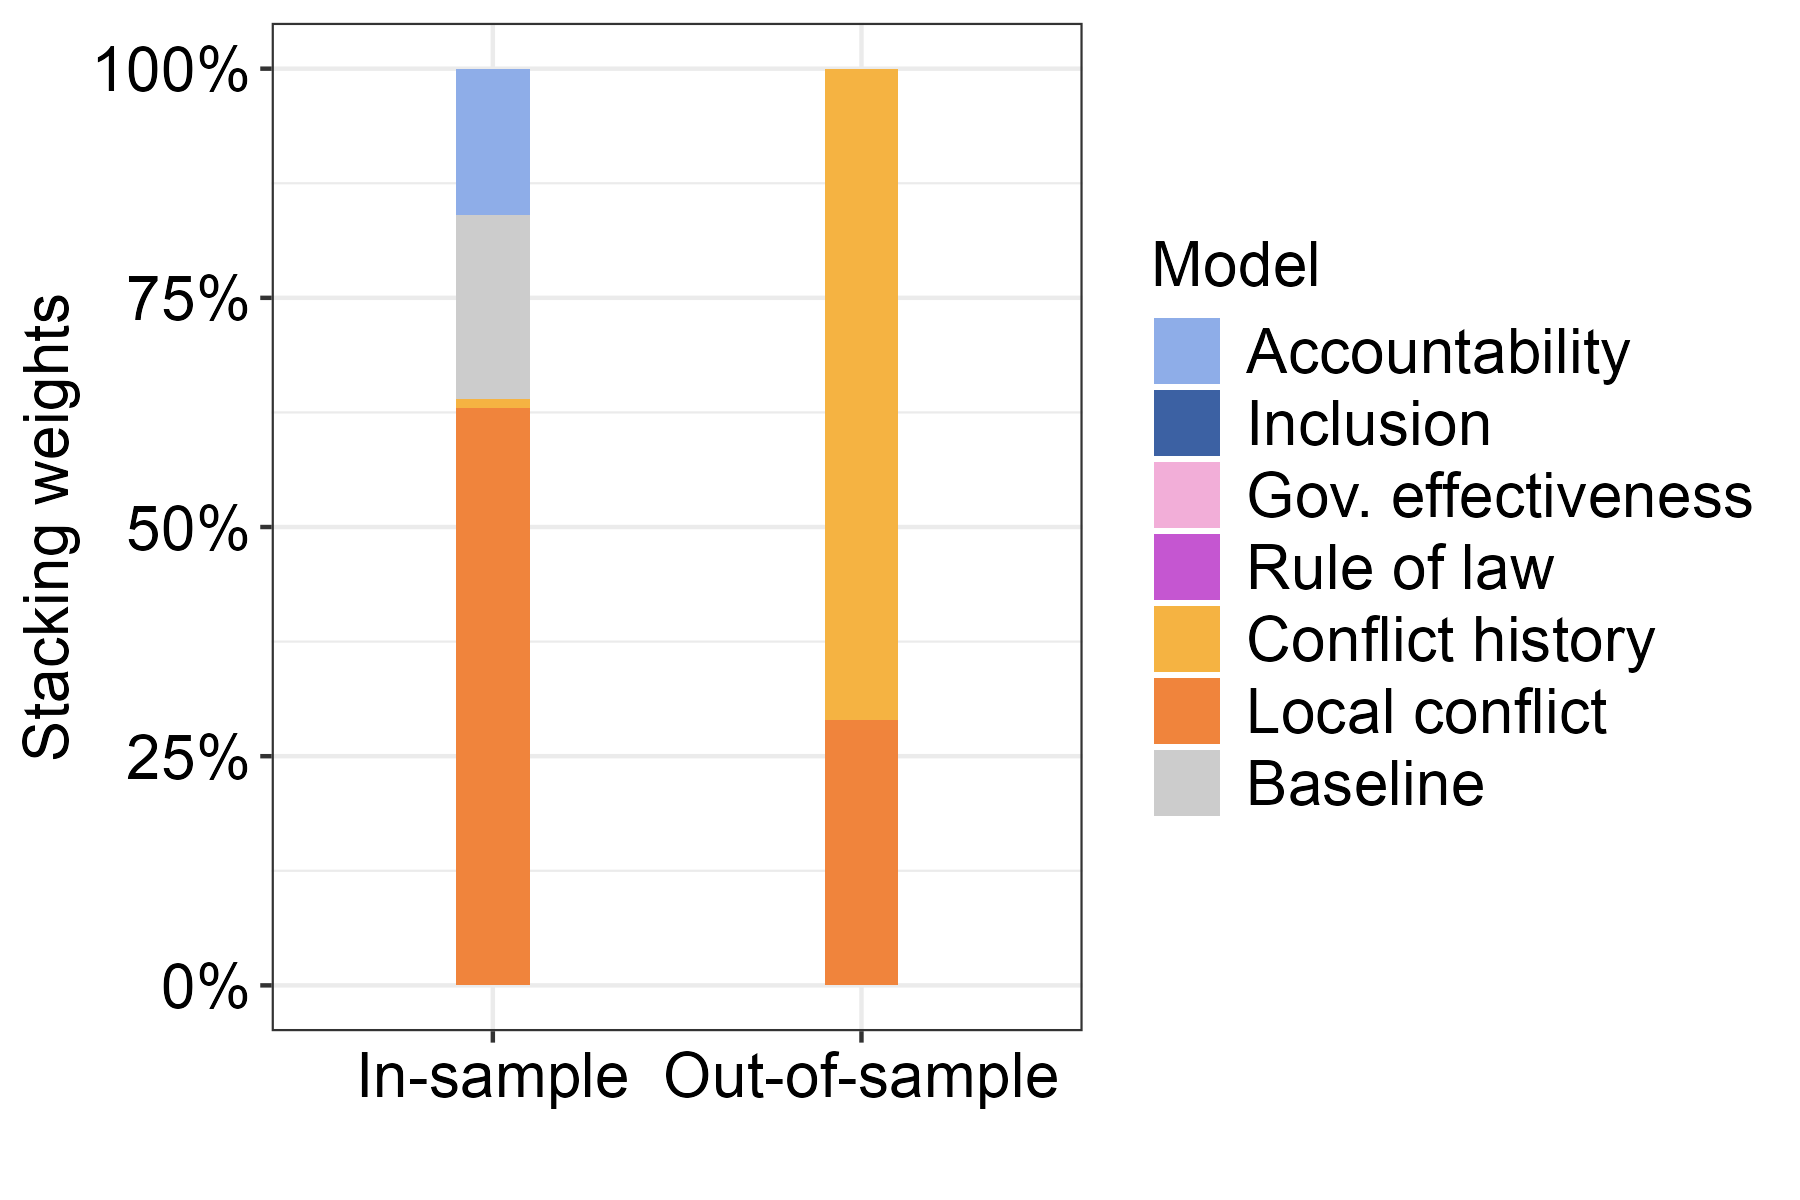 Stacking weights
100%
75%
50%
25%
0%
In-sample
Out-of-sample
Model
Accountability
Inclusion
Gov. effectiveness
Rule of law
Conflict history
Local conflict
Baseline